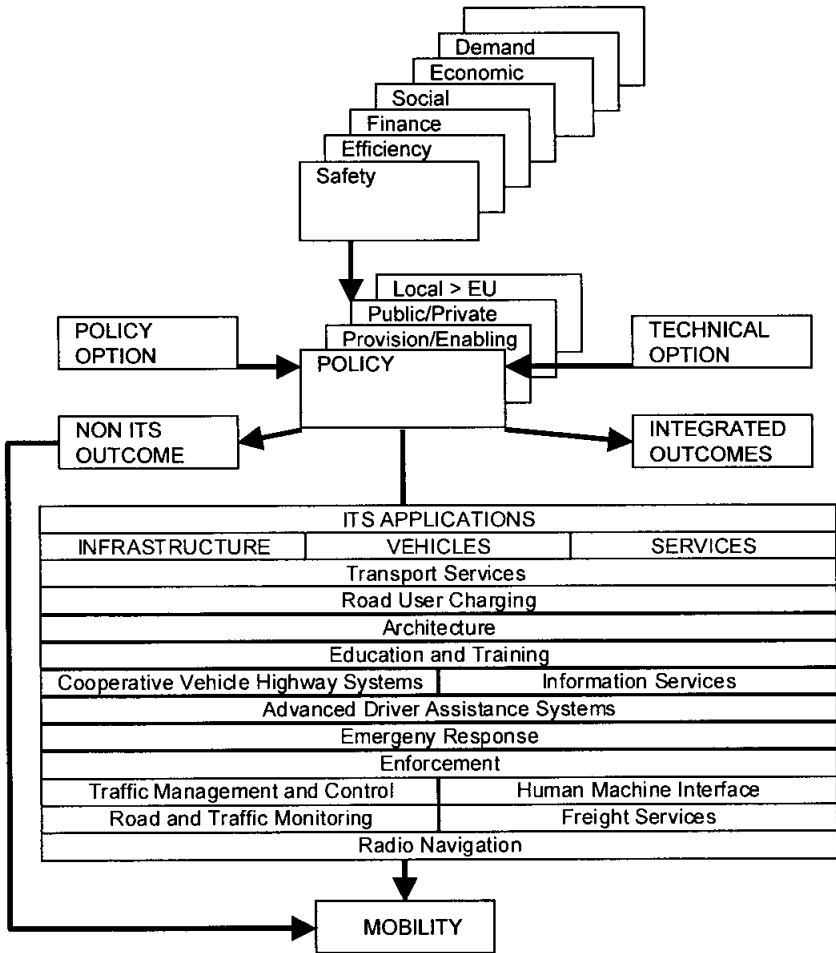 Demand
Economic
Social
Finance
Efficiency
Safety
Local > EU
Public/Private
Provision/Enabling
POLICY
POLICY
OPTION
TECHNICAL
OPTION
NON ITS
OUTCOME
INTEGRATED
OUTCOMES
ITS APPLICATIONS
INFRASTRUCTURE VEHICLES SERVICES
Transport Services
Road User Charging
Architecture
Education and Training
Cooperative Vehicle Highway Systems Information Services
Advanced Driver Assistance Systems
Emergeny Response
Enforcement
Traffic Management and Control Human Machine Interface
Road and Traffic Monitoring Freight Services
Radio Navigation
MOBILITY